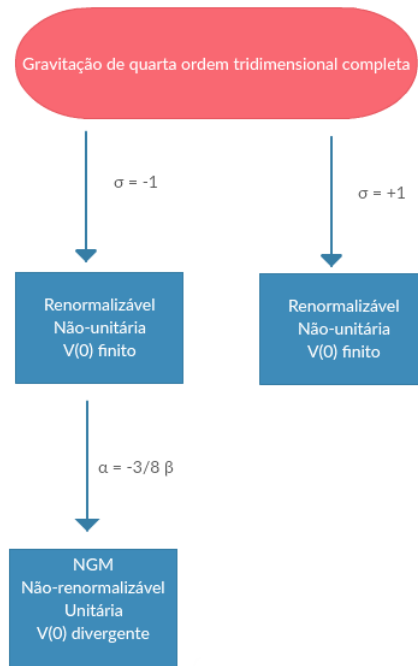 Gravitação de quarta ordem tridimensional completa
σ = -1
σ = +1
Renormalizável
Não-unitária
V(0) finito
Renormalizável
Não-unitária
V(0) finito
α = -3/8 β
NGM
Não-renormalizável
Unitária
V(0) divergente